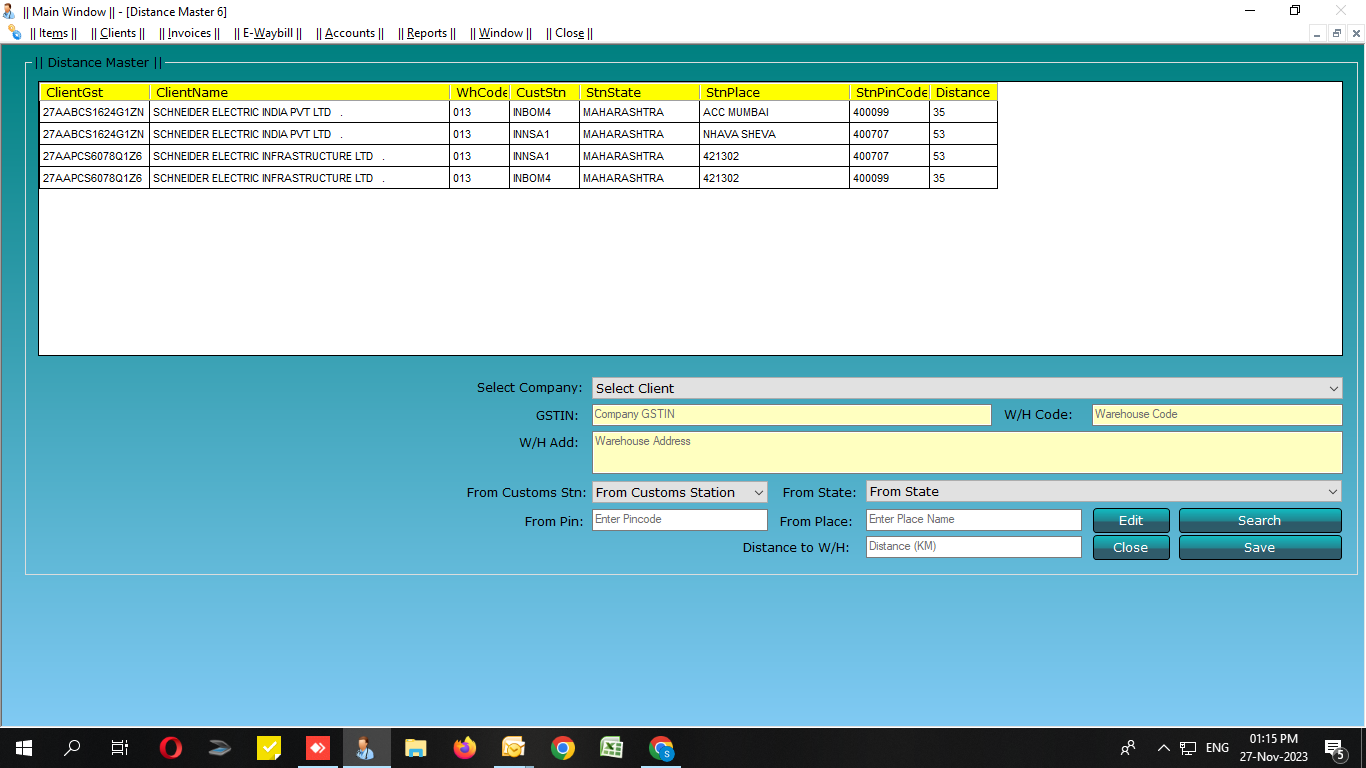 || Main Window || - [Distance Master 6]
|| Items || || Clients || || Invoices || || E-Waybill || || Accounts || || Reports || || Window || || Close ||
|| Distance Master ||
ClientGst ClientName WhCode CustStn StnState StnPlace StnPinCode Distance
27AABCS1624G1ZN SCHNEIDER ELECTRIC INDIA PVT LTD . 013 INBOM4 MAHARASHTRA ACC MUMBAI 400099 35
27AABCS1624G1ZN SCHNEIDER ELECTRIC INDIA PVT LTD . 013 INNSA1 MAHARASHTRA NHAVA SHEVA 400707 53
27AAPCS6078Q1Z6 SCHNEIDER ELECTRIC INFRASTRUCTURE LTD . 013 INNSA1 MAHARASHTRA 421302 400707 53
27AAPCS6078Q1Z6 SCHNEIDER ELECTRIC INFRASTRUCTURE LTD . 013 INBOM4 MAHARASHTRA 421302 400099 35
Select Company: Select Client
GSTIN: Company GSTIN W/H Code: Warehouse Code
W/H Add: Warehouse Address
From Customs Stn: From Customs Station From State: From State
From Pin: Enter Pincode From Place: Enter Place Name Edit Search
Distance to W/H: Distance (KM) Close Save
ENG 01:15 PM
27-Nov-2023 5